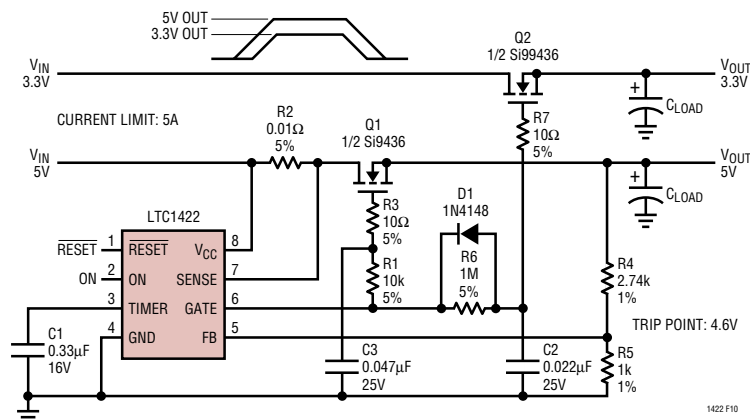 5V OUT
3.3V OUT
Q2
1/2 Si99436
VIN
3.3V
VOUT
3.3V
+
CLOAD
CURRENT LIMIT: 5A
R2
0.01Ω
5%
Q1
1/2 Si9436
R7
10Ω
5%
VIN
5V
VOUT
5V
+
CLOAD
R3
10Ω
5%
D1
1N4148
LTC1422
RESET
1
RESET
VCC
8
R1
10k
5%
R6
1M
5%
R4
2.74k
1%
ON
2
ON
SENSE
7
3
TIMER
GATE
6
TRIP POINT: 4.6V
4
GND
FB
5
C1
0.33µF
16V
C3
0.047µF
25V
C2
0.022µF
25V
R5
1k
1%
1422 F10